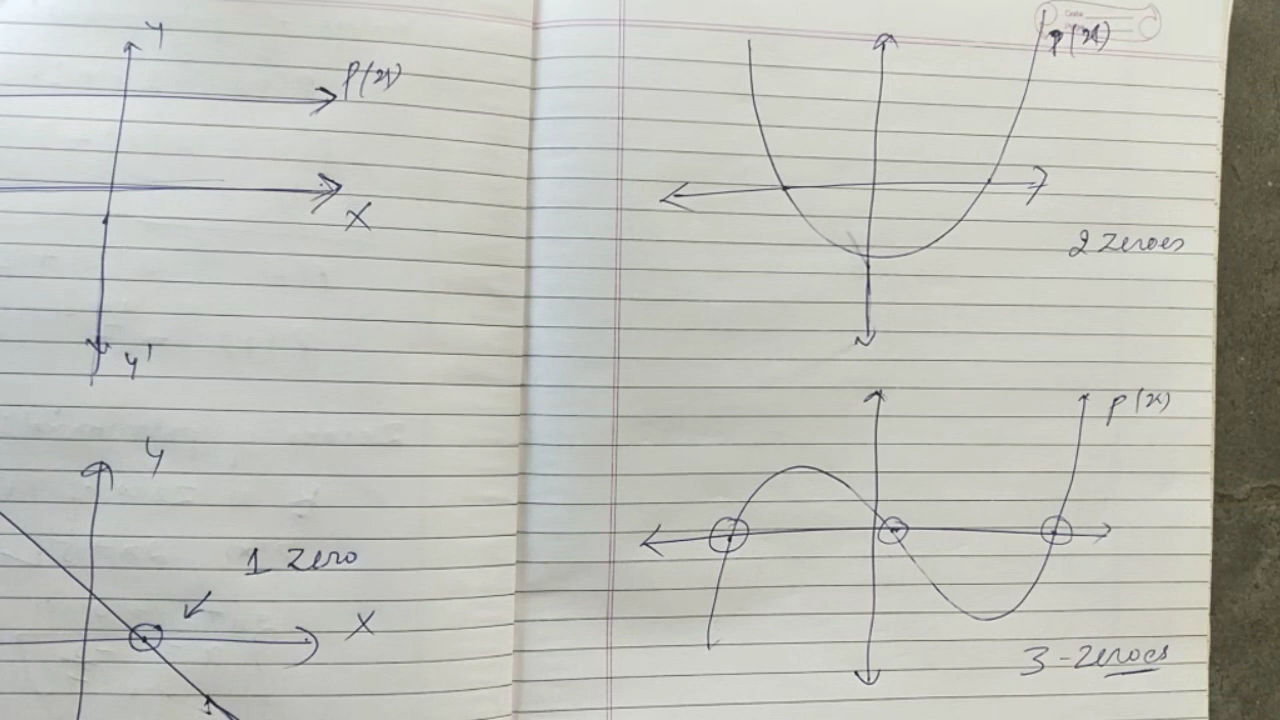 y
p(x)
X
y'
y
1 Zero
X
p(x)
2 Zeroes
p(x)
3-Zeroes